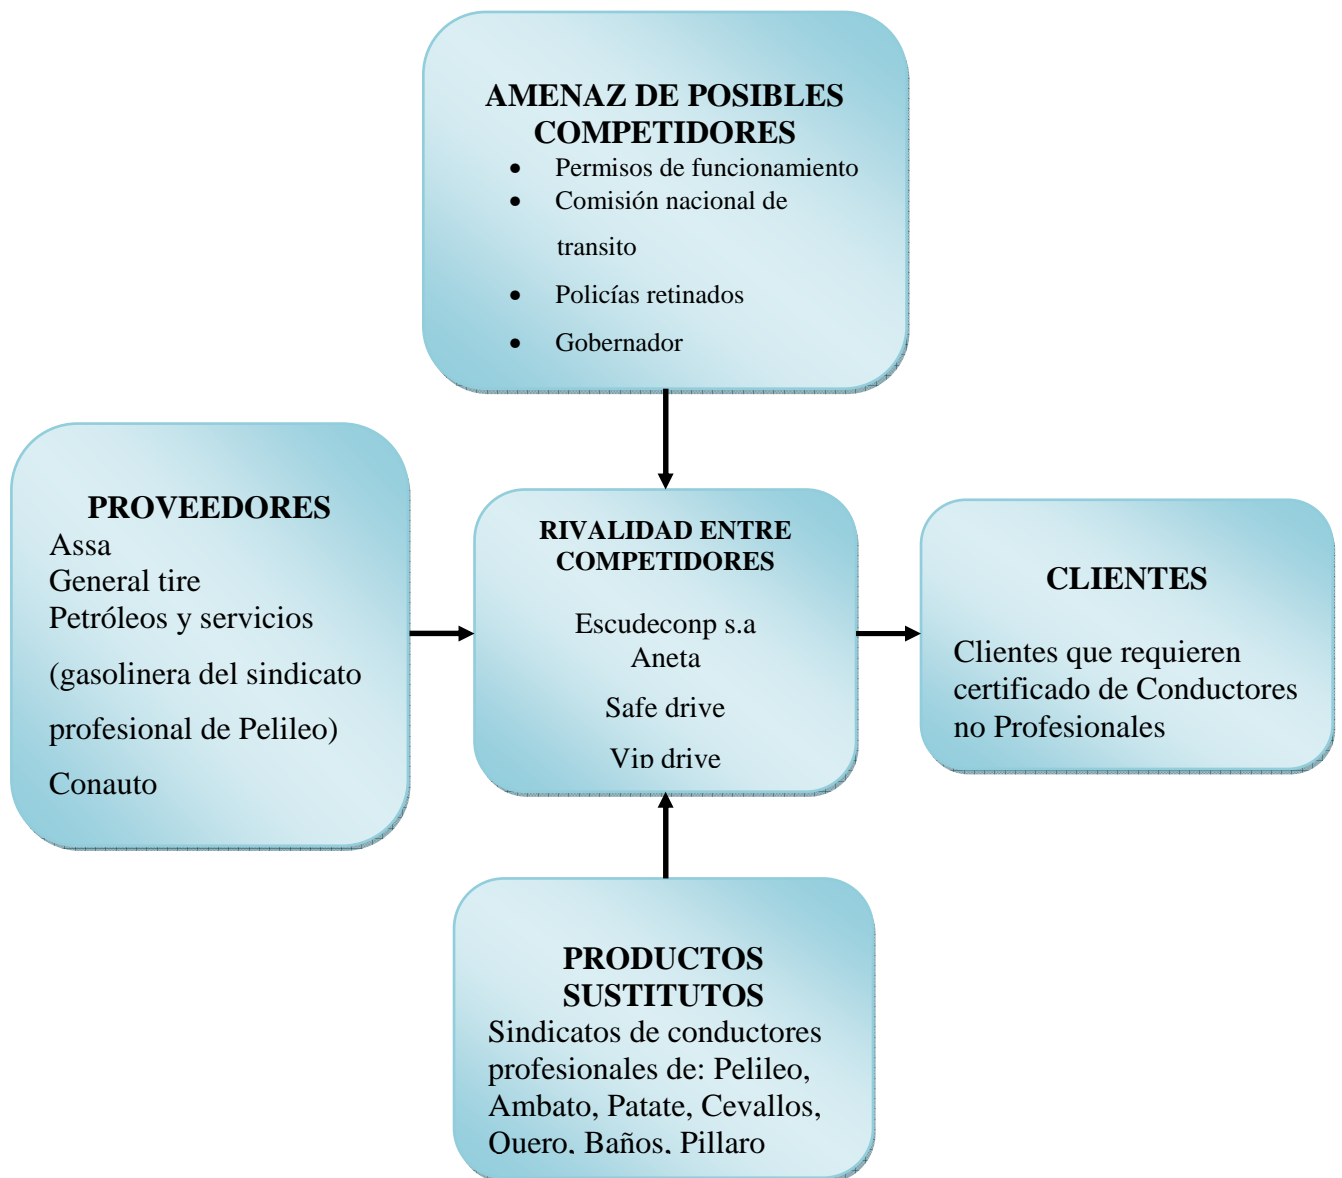 AMENAZ DE POSIBLES
COMPETIDORES
• Permisos de funcionamiento
• Comisión nacional de
transito
• Policías retinados
• Gobernador
PROVEEDORES
Assa
General tire
Petróleos y servicios
(gasolinera del sindicato
profesional de Pelileo)
Conauto
RIVALIDAD ENTRE
COMPETIDORES
Escudeconp s.a
Aneta
Safe drive
Vip drive
CLIENTES
Clientes que requieren
certificado de Conductores
no Profesionales
PRODUCTOS
SUSTITUTOS
Sindicatos de conductores
profesionales de: Pelileo,
Ambato, Patate, Cevallos,
Quero, Baños, Pillaro